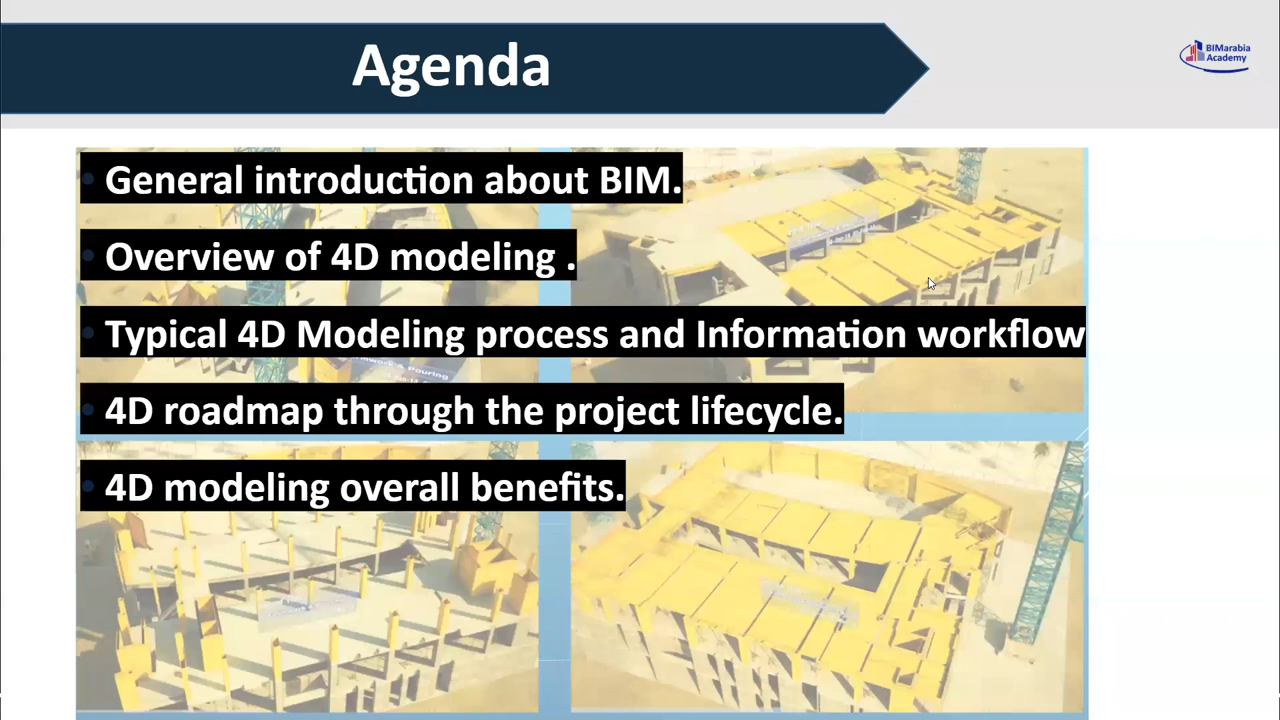 Agenda
BIMarabia
Academy
• General introduction about BIM.
• Overview of 4D modeling .
• Typical 4D Modeling process and Information workflow
• 4D roadmap through the project lifecycle.
• 4D modeling overall benefits.